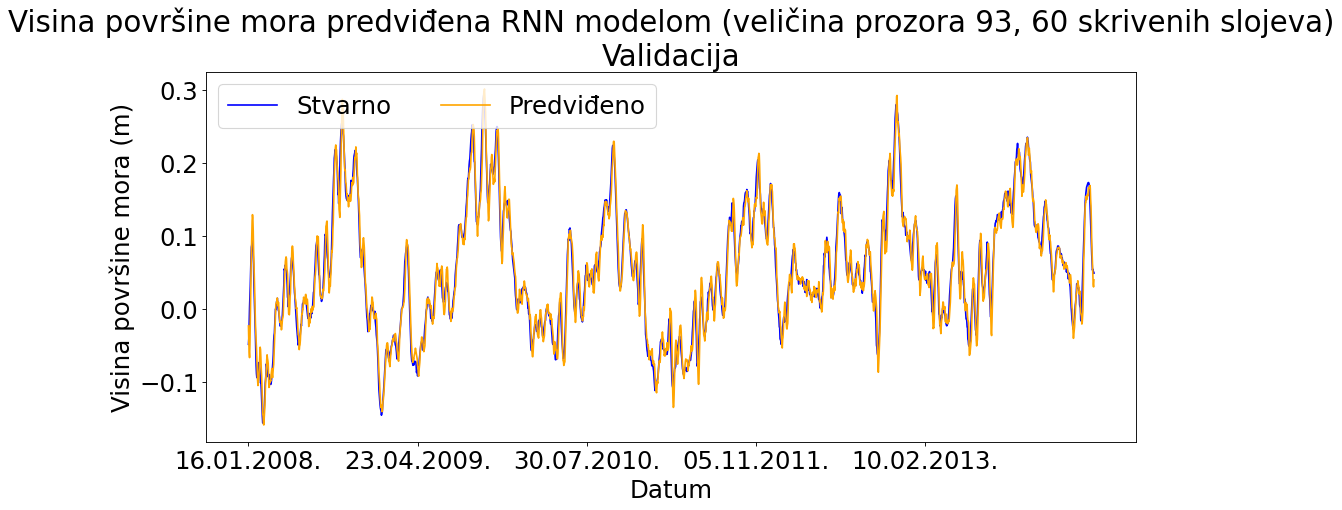 Visina površine mora predviđena RNN modelom (veličina prozora 93, 60 skrivenih slojeva)
Validacija
Stvarno
Predviđeno
Visina površine mora (m)
0.3
0.2
0.1
0.0
−0.1
16.01.2008.
23.04.2009.
30.07.2010.
05.11.2011.
10.02.2013.
Datum